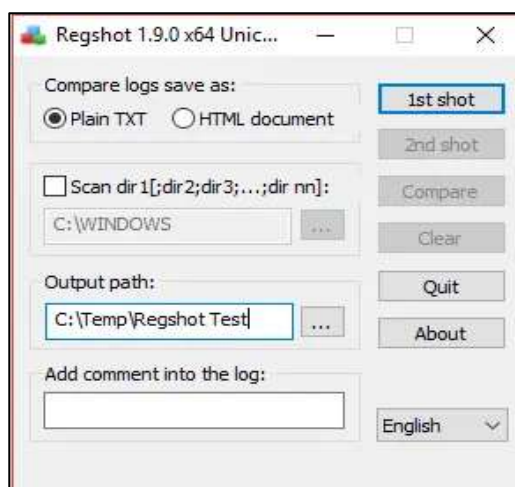 Regshot 1.9.0 x64 Unic...
Compare logs save as:
Plain TXT
HTML document
1st shot
2nd shot
Scan dir1[;dir2;dir3;...;dir nn]:
Compare
C:\WINDOWS
...
Clear
Output path:
Quit
C:\Temp\Regshot Test
...
About
Add comment into the log:
English